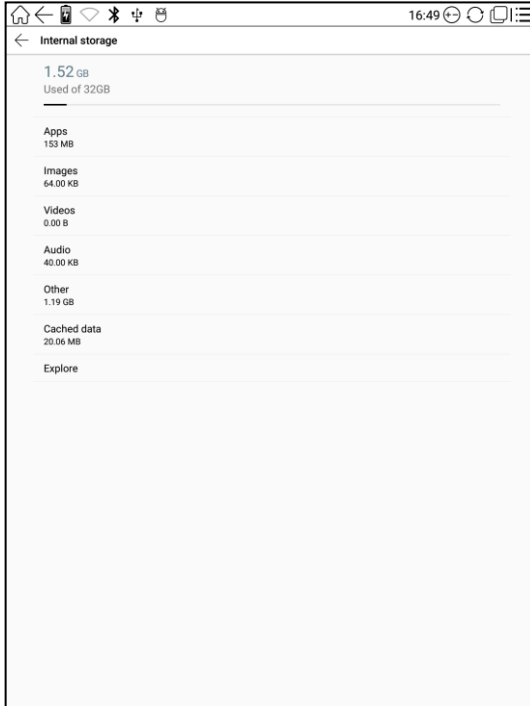 16:49
Internal storage
1.52 GB
Used of 32GB
Apps
153 MB
Images
64.00 KB
Videos
0.00 B
Audio
40.00 KB
Other
1.19 GB
Cached data
20.06 MB
Explore